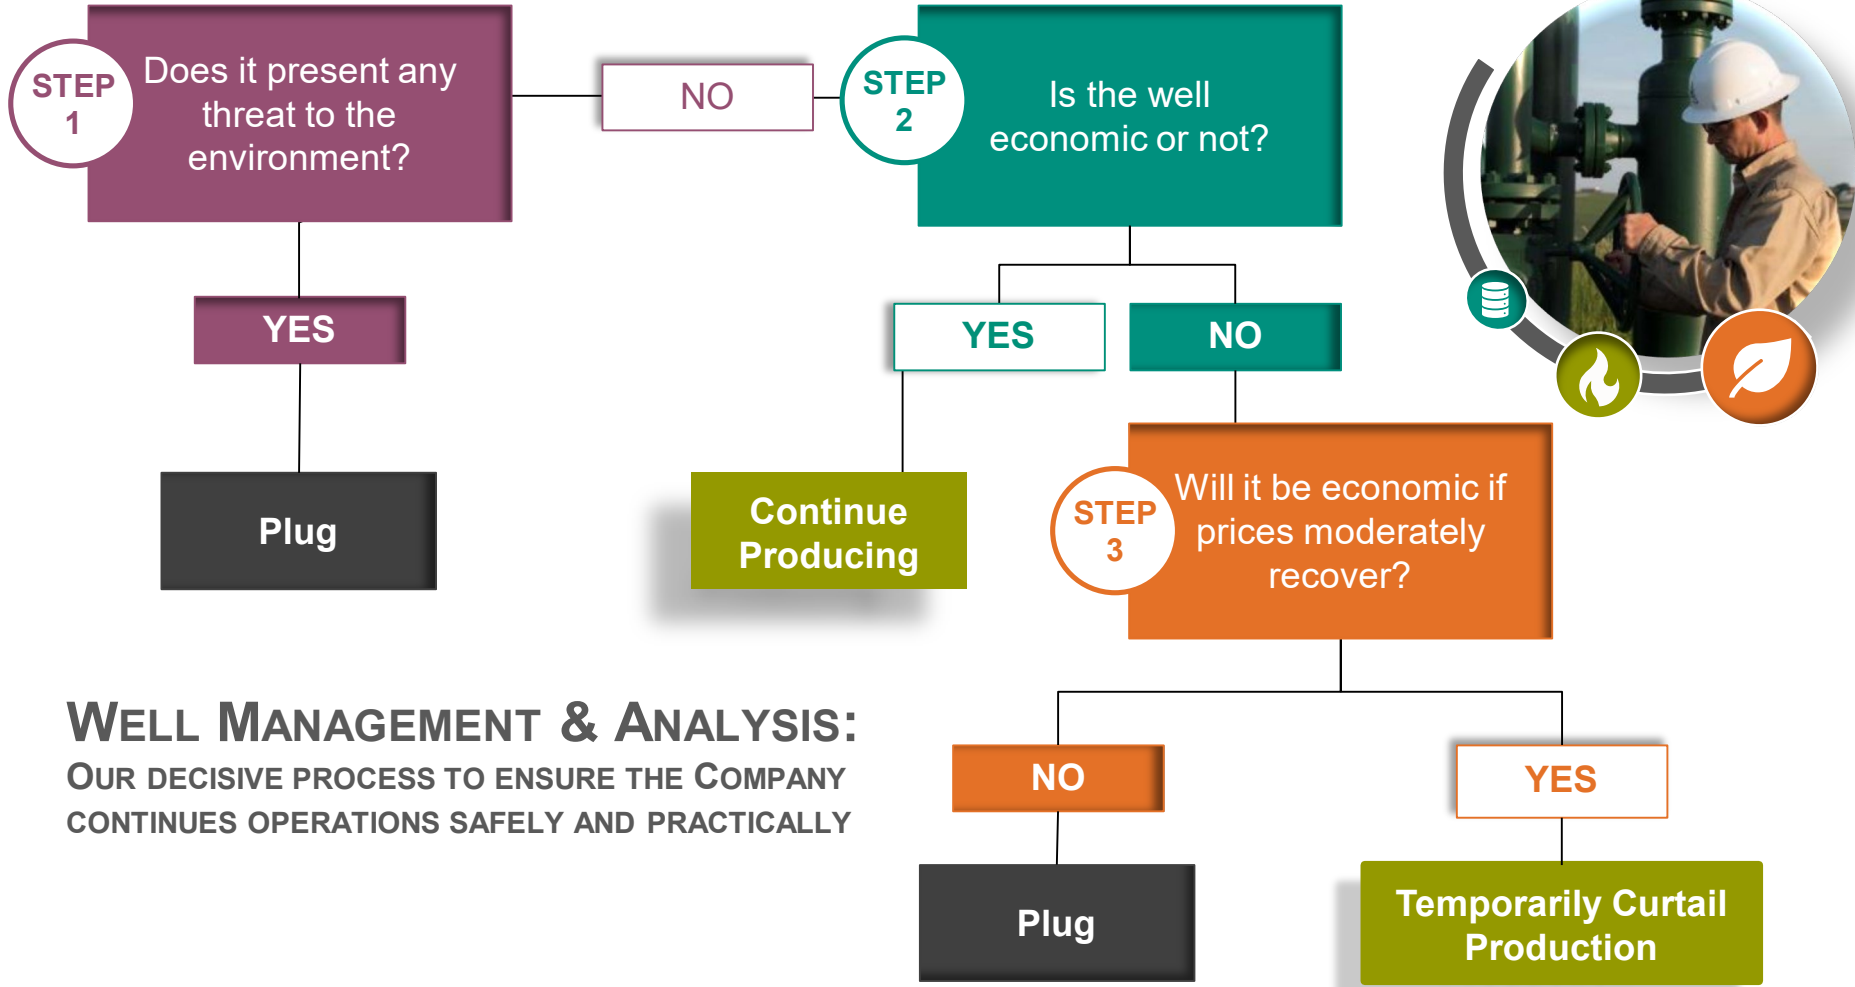 STEP
1
Does it present any
threat to the
environment?
NO
STEP
2
Is the well
economic or not?
YES
Plug
YES
Continue
Producing
NO
STEP
3
Will it be economic if
prices moderately
recover?
NO
Plug
YES
Temporarily Curtail
Production
WELL MANAGEMENT & ANALYSIS:
OUR DECISIVE PROCESS TO ENSURE THE COMPANY
CONTINUES OPERATIONS SAFELY AND PRACTICALLY